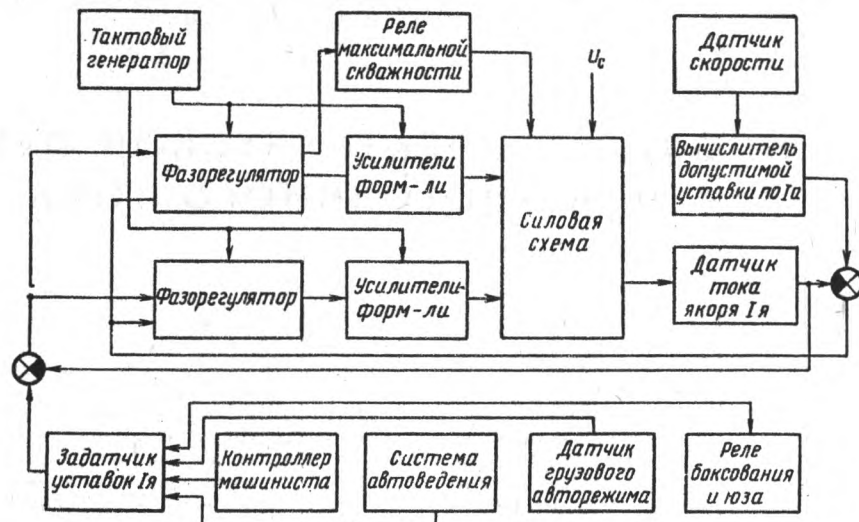 Тактовый
генератор
Реле
максимальной
скважности
Uс
Датчик
скорости
Фазорегулятор
Усилители
форм-ли
Силовая
схема
Вычислитель
допустимой
уставки по Iа
Фазорегулятор
Усилители-
форм-ли
Датчик
тока
якоря Iя
Задатчик
уставок Iя
Контроллер
машиниста
Система
автоведения
Датчик
грузового
авторежима
Реле
боксования
и юза